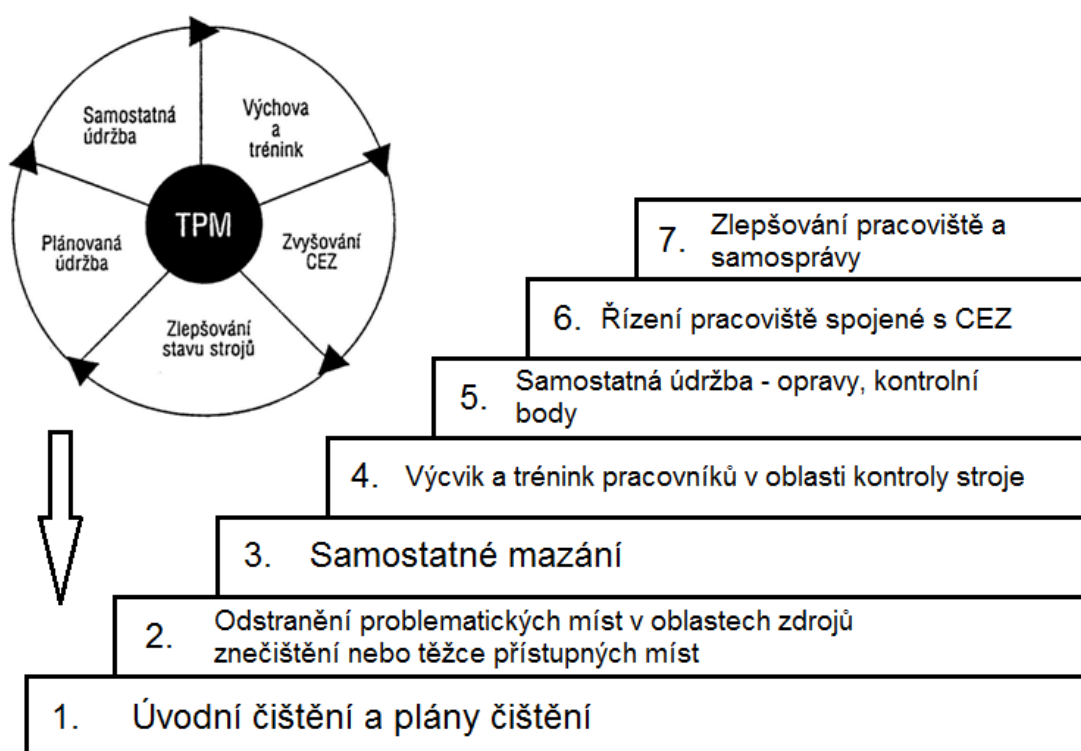 Samostatná
údržba
Výchova
a
trénink
TPM
Plánovaná
údržba
Zvyšování
CEZ
Zlepšování
stavu strojů
7. Zlepšování pracoviště a
samosprávy
6. Řízení pracoviště spojené s CEZ
5. Samostatná údržba - opravy, kontrolní
body
4. Výcvik a trénink pracovníků v oblasti kontroly stroje
3. Samostatné mazání
2. Odstranění problematických míst v oblastech zdrojů
znečištění nebo těžce přístupných míst
1. Úvodní čištění a plány čištění